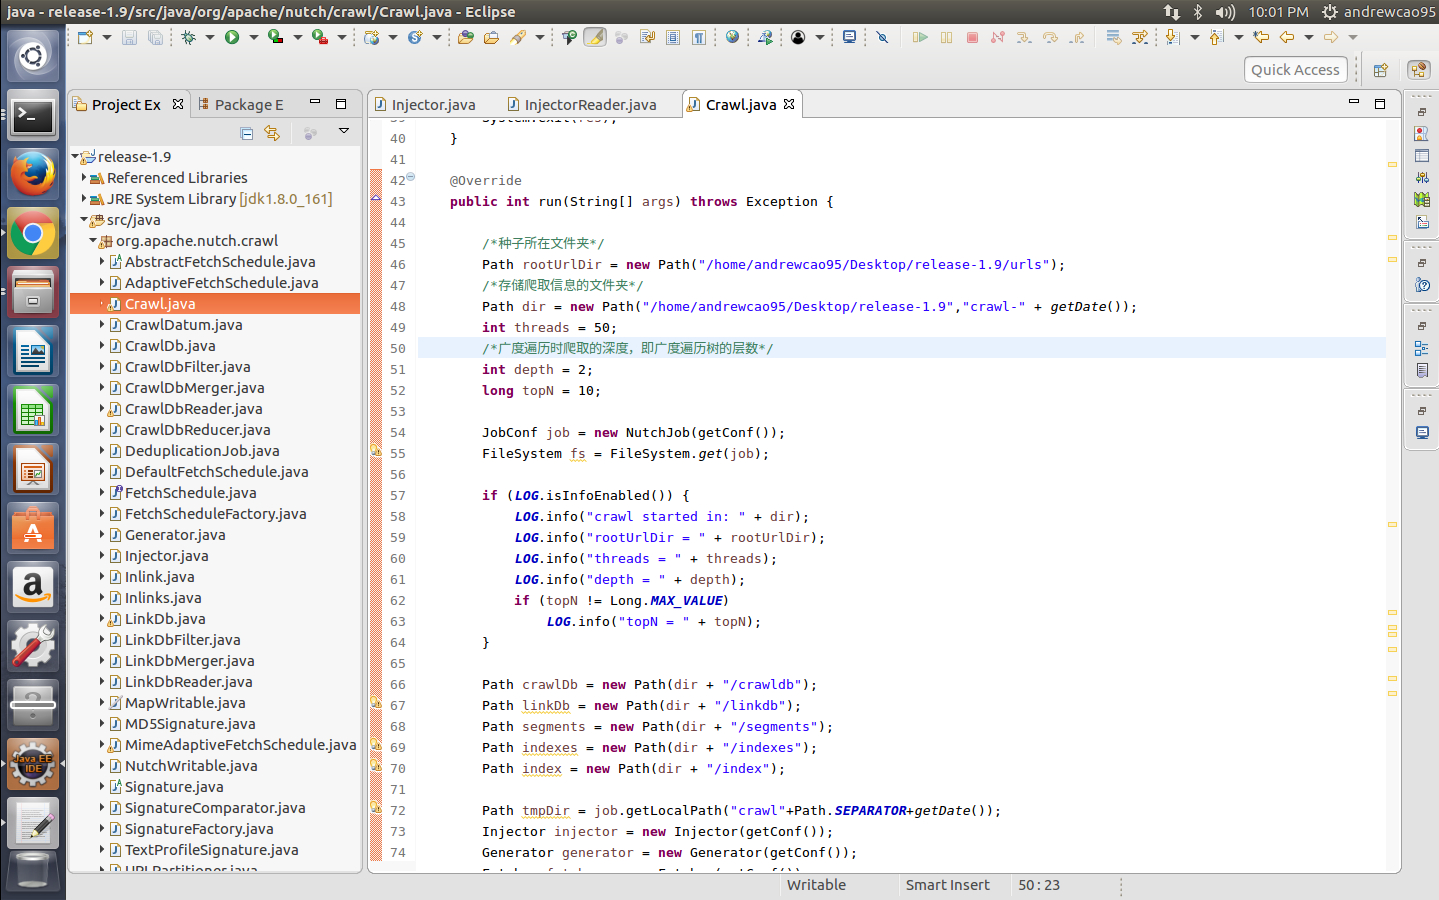 java - release-1.9/src/java/org/apache/nutch/crawl/Crawl.java - Eclipse
10:01 PM
andrewcao95
Quick Access
Project Ex
Package E
release-1.9
Referenced Libraries
JRE System Library [jdk1.8.0_161]
src/java
org.apache.nutch.crawl
AbstractFetchSchedule.java
AdaptiveFetchSchedule.java
Crawl.java
CrawlDatum.java
CrawlDb.java
CrawlDbFilter.java
CrawlDbMerger.java
CrawlDbReader.java
CrawlDbReducer.java
DeduplicationJob.java
DefaultFetchSchedule.java
FetchSchedule.java
FetchScheduleFactory.java
Generator.java
Injector.java
Inlink.java
Inlinks.java
LinkDb.java
LinkDbFilter.java
LinkDbMerger.java
LinkDbReader.java
MapWritable.java
MD5Signature.java
MimeAdaptiveFetchSchedule.java
NutchWritable.java
Signature.java
SignatureComparator.java
SignatureFactory.java
TextProfileSignature.java
URLPartitioner.java
Java EE
IDE
Injector.java
InjectorReader.java
Crawl.java
39 System.exit(res);
40 }
41
42 @Override
43 public int run(String[] args) throws Exception {
44
45 /*种子所在文件夹*/
46 Path rootUrlDir = new Path("/home/andrewcao95/Desktop/release-1.9/urls");
47 /*存储爬取信息的文件夹*/
48 Path dir = new Path("/home/andrewcao95/Desktop/release-1.9","crawl-" + getDate());
49 int threads = 50;
50 /*广度遍历时爬取的深度，即广度遍历树的层数*/
51 int depth = 2;
52 long topN = 10;
53
54 JobConf job = new NutchJob(getConf());
55 FileSystem fs = FileSystem.get(job);
56
57 if (LOG.isInfoEnabled()) {
58 LOG.info("crawl started in: " + dir);
59 LOG.info("rootUrlDir = " + rootUrlDir);
60 LOG.info("threads = " + threads);
61 LOG.info("depth = " + depth);
62 if (topN != Long.MAX_VALUE)
63 LOG.info("topN = " + topN);
64 }
65
66 Path crawlDb = new Path(dir + "/crawldb");
67 Path linkDb = new Path(dir + "/linkdb");
68 Path segments = new Path(dir + "/segments");
69 Path indexes = new Path(dir + "/indexes");
70 Path index = new Path(dir + "/index");
71
72 Path tmpDir = job.getLocalPath("crawl"+Path.SEPARATOR+getDate());
73 Injector injector = new Injector(getConf());
74 Generator generator = new Generator(getConf());
Writable
Smart Insert
50 : 23